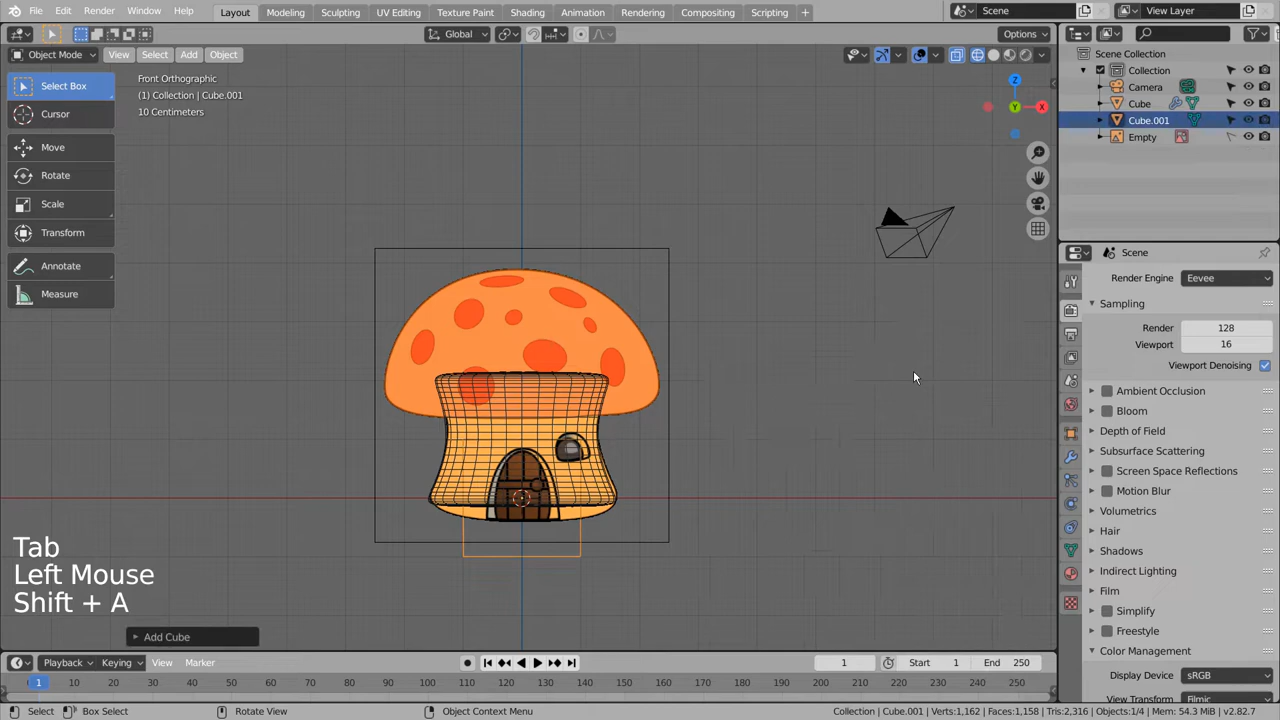 File Edit Render Window Help Layout Modeling Sculpting UV Editing Texture Paint Shading Animation Rendering Compositing Scripting + Scene View Layer
Global Options
Object Mode View Select Add Object
Scene Collection
Collection
Camera
Cube
Cube.001
Empty
Select Box
Cursor
Move
Rotate
Scale
Transform
Annotate
Measure
Front Orthographic
(1) Collection | Cube.001
10 Centimeters
Z
Y
X
Scene
Render Engine Eevee
Sampling
Render 128
Viewport 16
Viewport Denoising
Ambient Occlusion
Bloom
Depth of Field
Subsurface Scattering
Screen Space Reflections
Motion Blur
Volumetrics
Hair
Shadows
Indirect Lighting
Film
Simplify
Freestyle
Color Management
Display Device sRGB
View Transform Filmic
Tab
Left Mouse
Shift + A
Add Cube
Playback Keying View Marker 1 Start 1 End 250
1 10 20 30 40 50 60 70 80 90 100 110 120 130 140 150 160 170 180 190 200 210 220 230 240 250
Select Box Select Rotate View Object Context Menu Collection | Cube.001 | Verts:1,162 | Faces:1,158 | Tris:2,316 | Objects:1/4 | Mem: 54.3 MiB | v2.82.7